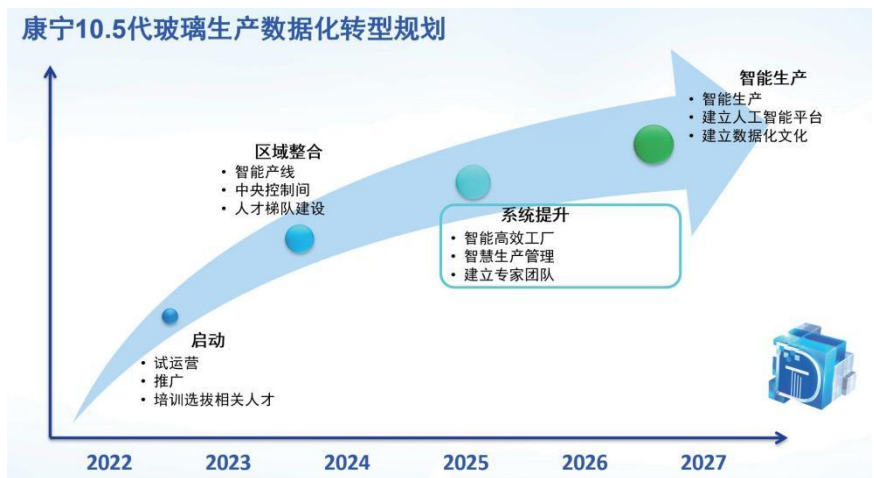 康宁10.5代玻璃生产数据化转型规划
智能生产
• 智能生产
• 建立人工智能平台
• 建立数据化文化
区域整合
• 智能产线
• 中央控制间
• 人才梯队建设
系统提升
• 智能高效工厂
• 智慧生产管理
• 建立专家团队
启动
• 试运营
• 推广
• 培训选拔相关人才
DT
2022 2023 2024 2025 2026 2027